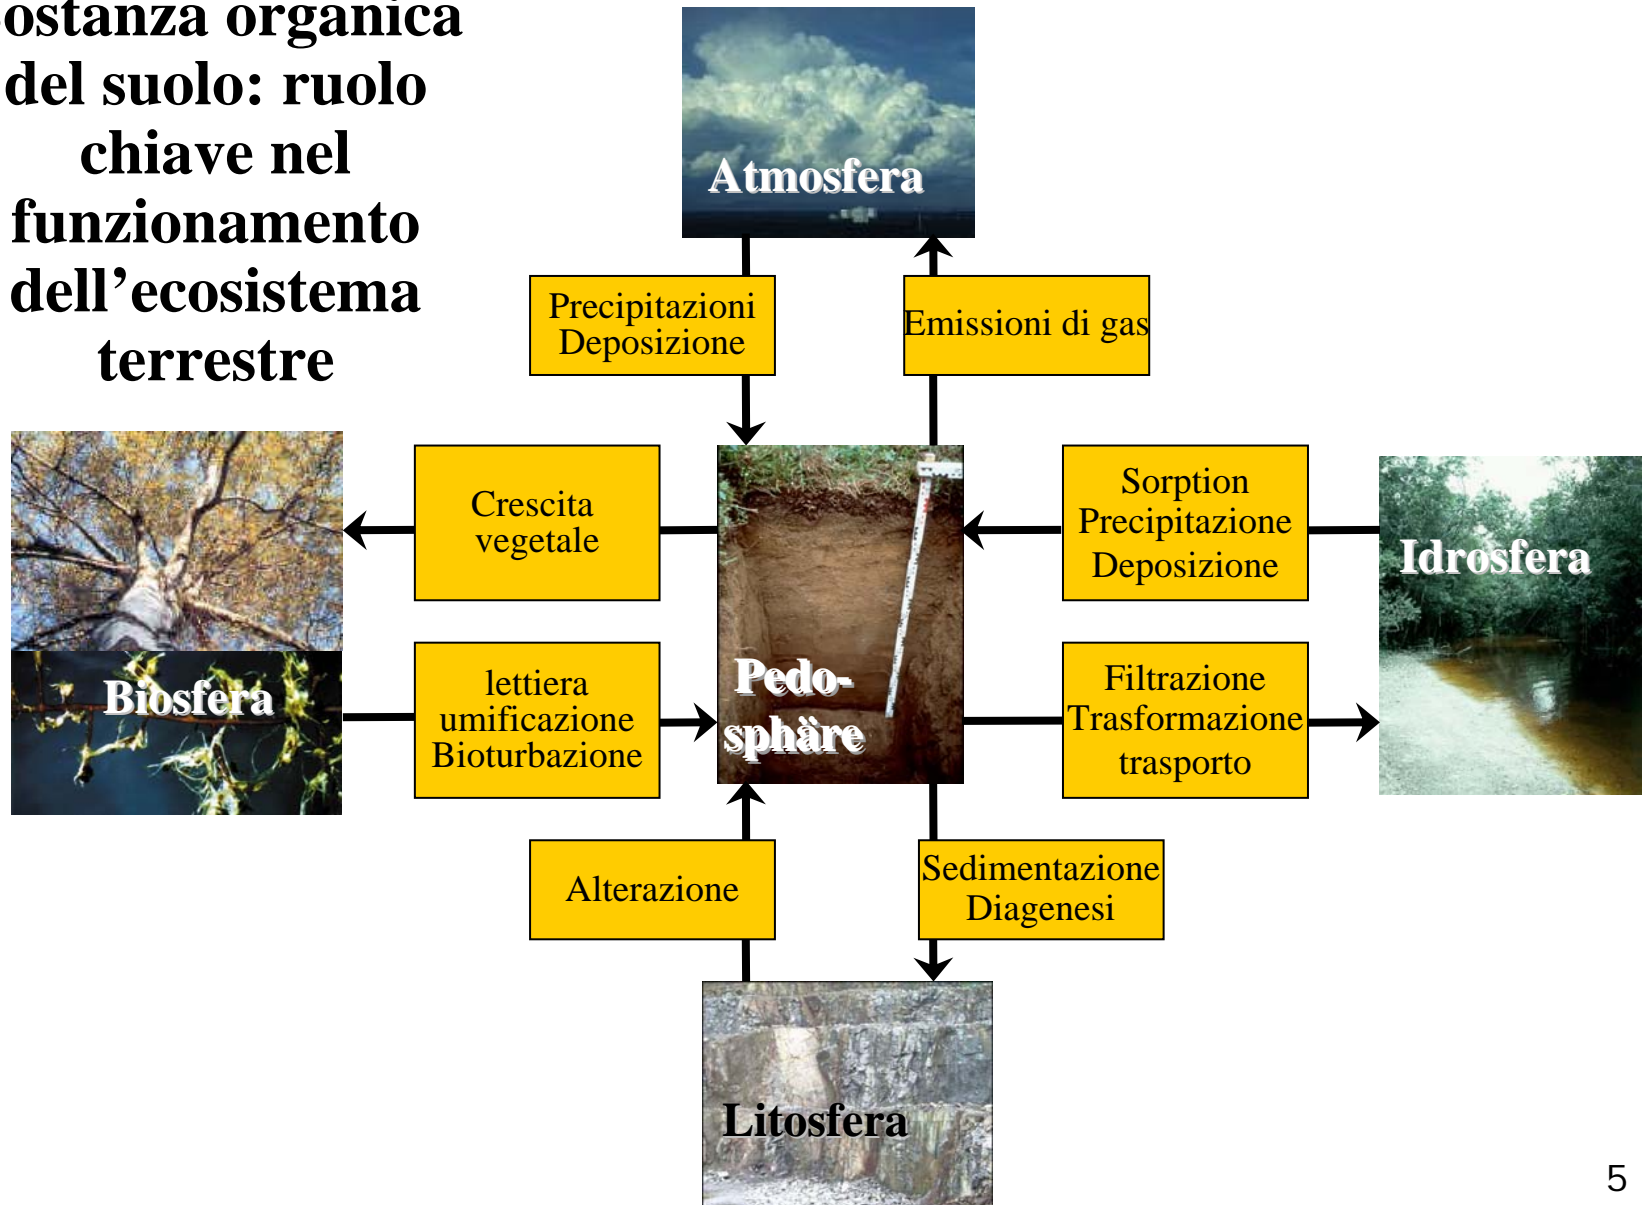 ostanza organica
del suolo: ruolo
chiave nel
funzionamento
dell’ecosistema
terrestre
Atmosfera
Precipitazioni
Deposizione
Emissioni di gas
Crescita
vegetale
Sorption
Precipitazione
Deposizione
Idrosfera
Biosfera
lettiera
umificazione
Bioturbazione
Pedo-
sphäre
Filtrazione
Trasformazione
trasporto
Alterazione
Sedimentazione
Diagenesi
Litosfera
5